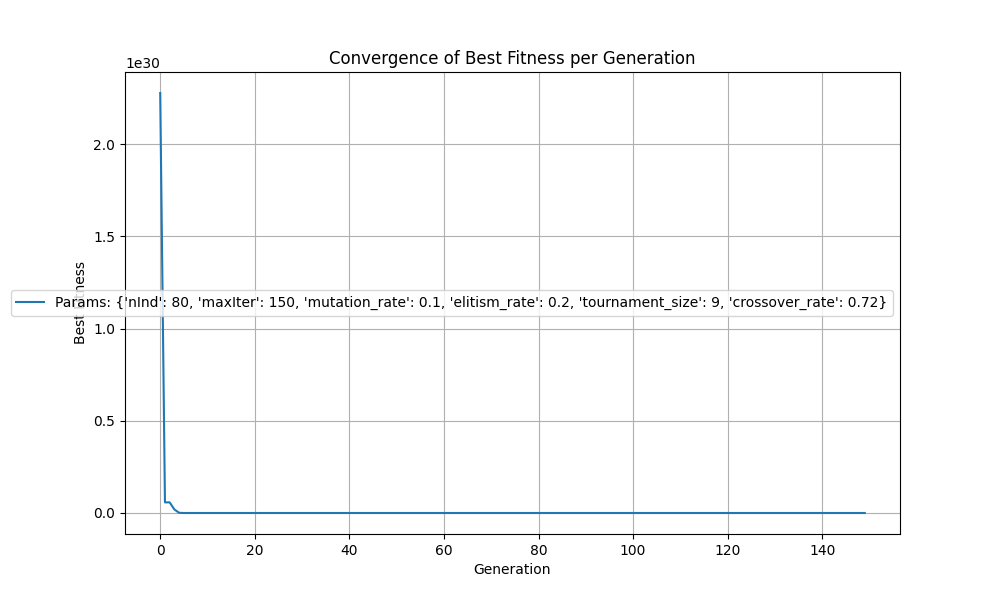 Convergence of Best Fitness per Generation
1e30
2.0
1.5
1.0
0.5
0.0
Best
Params: {'nInd': 80, 'maxIter': 150, 'mutation_rate': 0.1, 'elitism_rate': 0.2, 'tournament_size': 9, 'crossover_rate': 0.72}
0 20 40 60 80 100 120 140
Generation